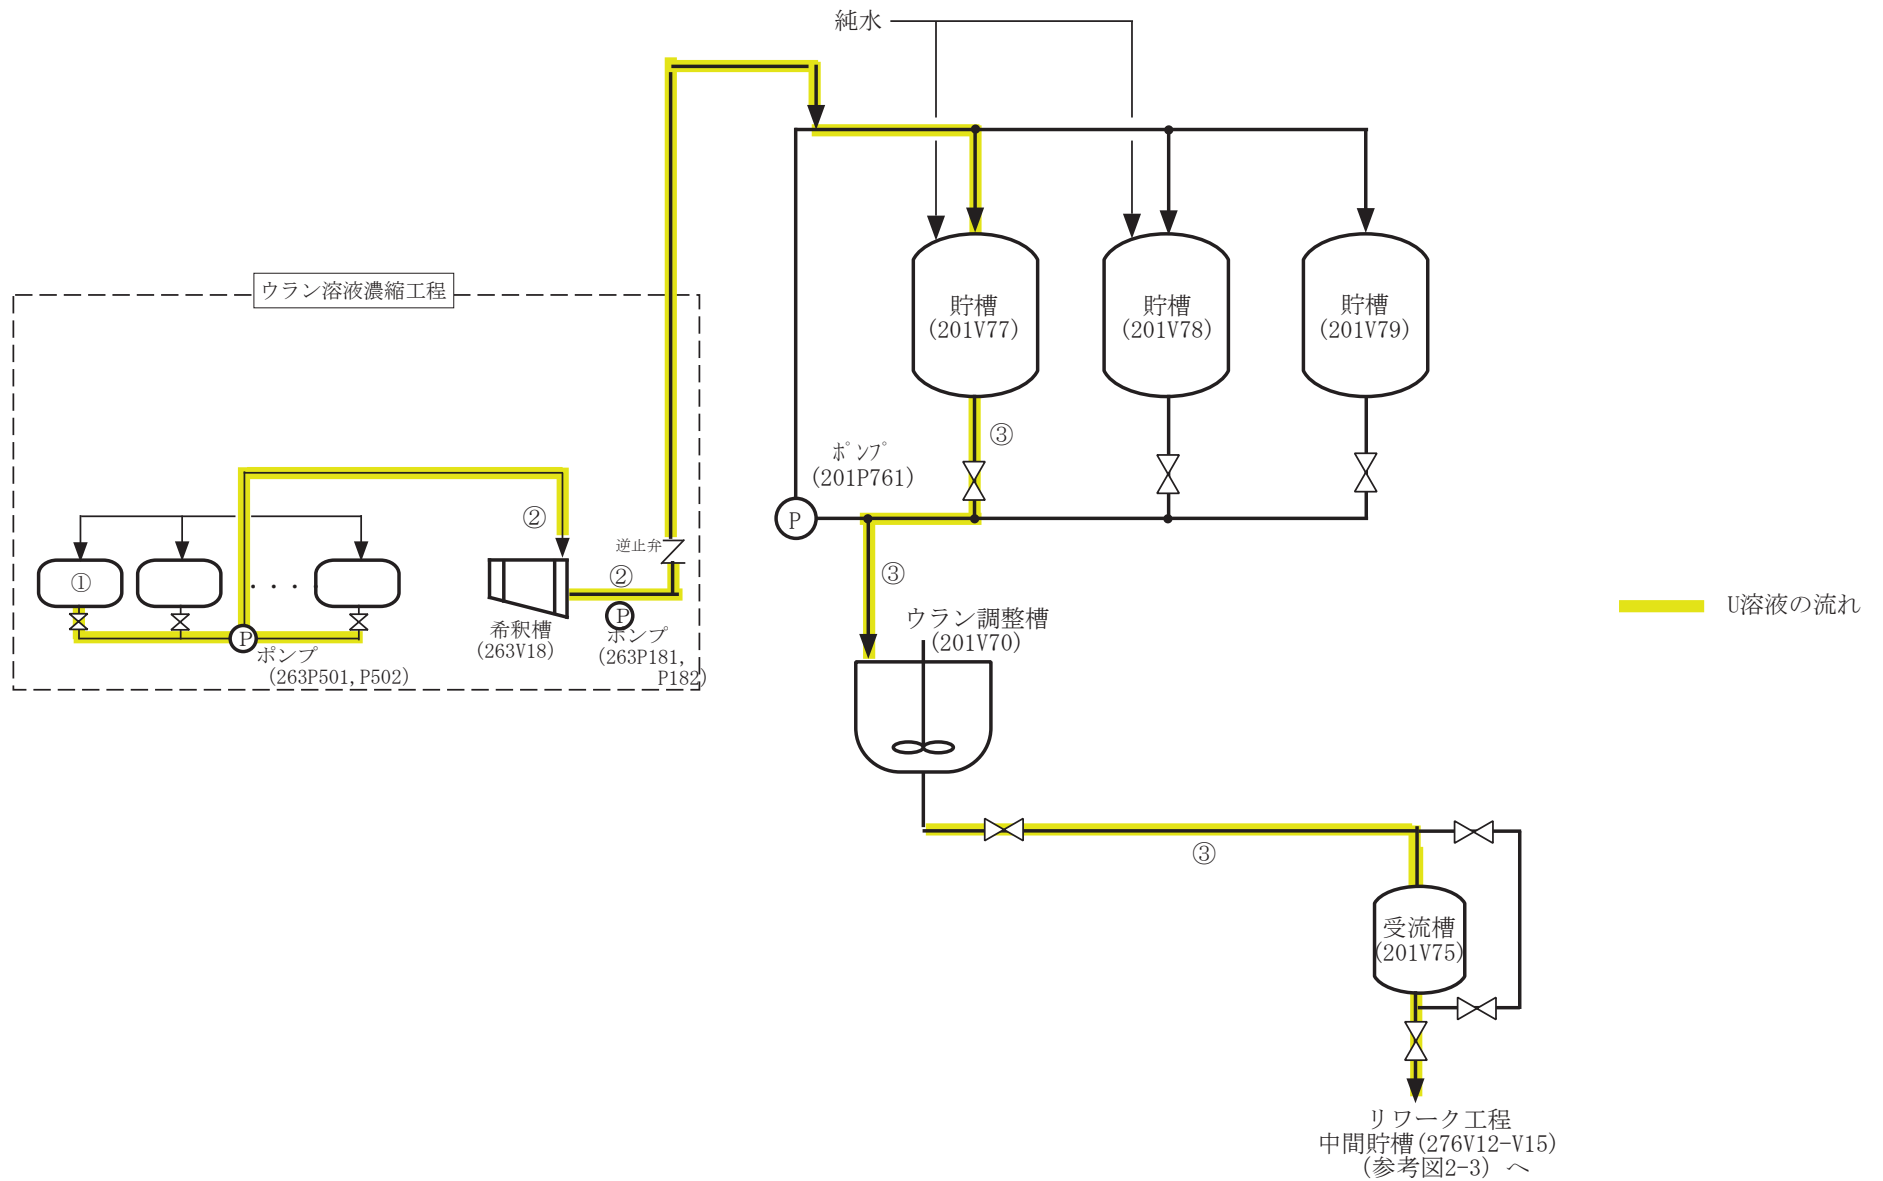 純水
ウラン溶液濃縮工程
貯槽
(201V77)
貯槽
(201V78)
貯槽
(201V79)
③
ポンプ
(201P761)
P
②
逆止弁
①
・・・
②
③
P
希釈槽
(263V18)
P
ポンプ
(263P181,
P182)
ポンプ
(263P501, P502)
ウラン調整槽
(201V70)
U溶液の流れ
③
受流槽
(201V75)
リワーク工程
中間貯槽(276V12-V15)
(参考図2-3) へ